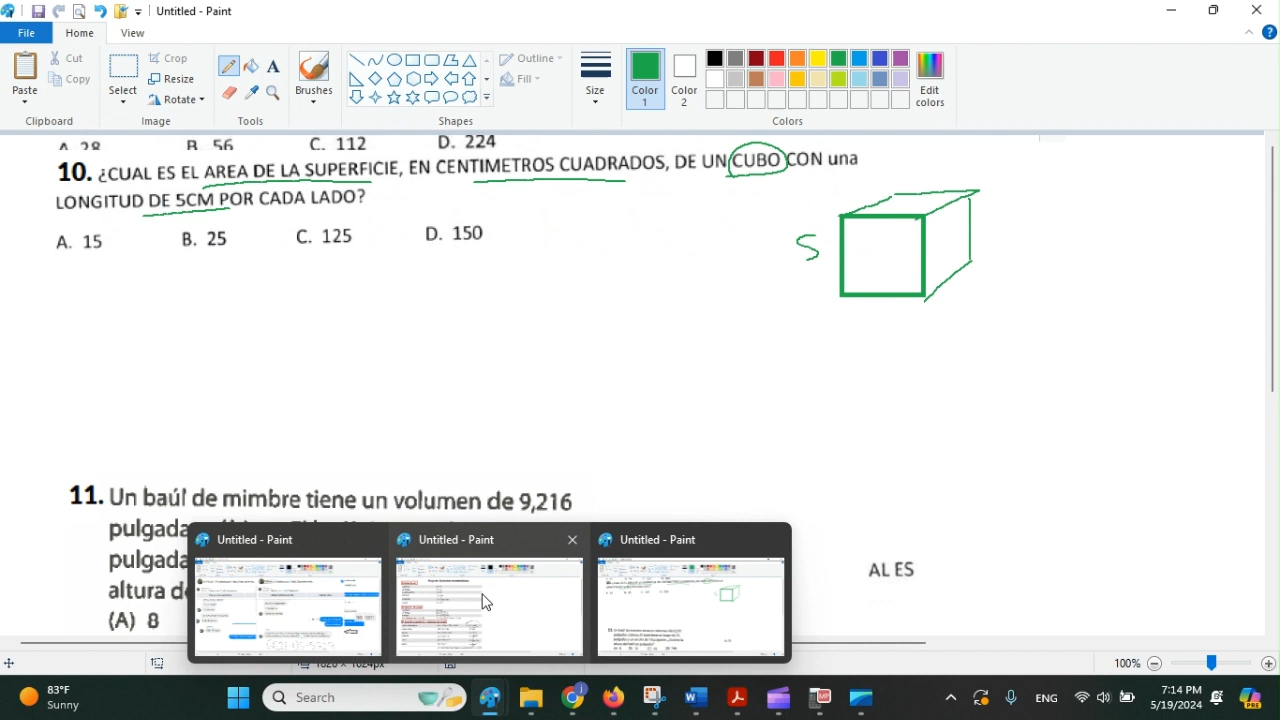 Untitled - Paint
File
Home
View
Paste
Cut
Copy
Clipboard
Select
Crop
Resize
Rotate
Image
Tools
Brushes
Shapes
Outline
Fill
Size
Color 1
Color 2
Edit colors
Colors
A. 28 B. 56 C. 112 D. 224
10. ¿CUAL ES EL AREA DE LA SUPERFICIE, EN CENTIMETROS CUADRADOS, DE UN CUBO CON una
LONGITUD DE 5CM POR CADA LADO?
A. 15 B. 25 C. 125 D. 150
5
11. Un baúl de mimbre tiene un volumen de 9,216
pulgada
pulgada
altura d
(A) 8
AL ES
Untitled - Paint
Untitled - Paint
Untitled - Paint
100%
83°F
Sunny
Search
ENG
7:14 PM
5/19/2024